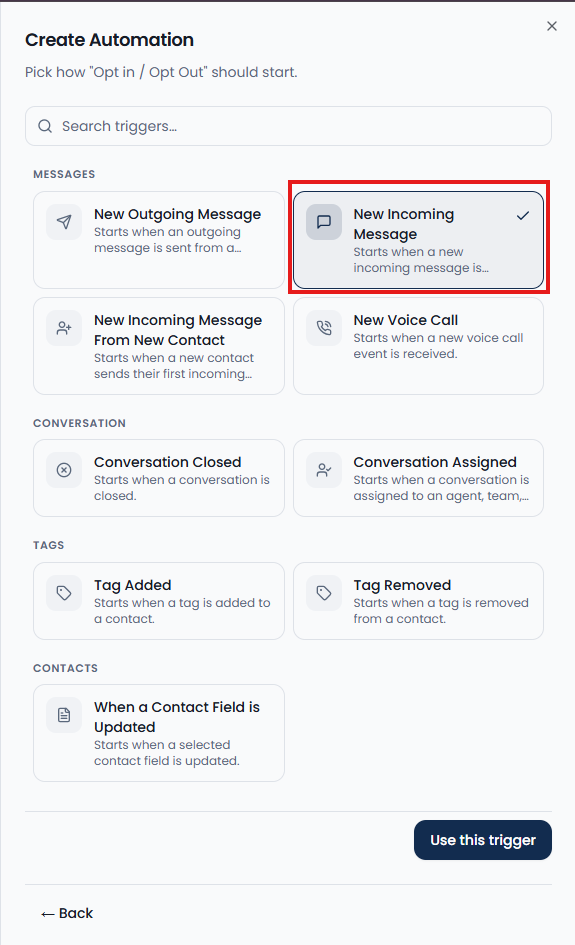 Create Automation
Pick how "Opt in / Opt Out" should start.
Search triggers...
MESSAGES
New Outgoing Message
Starts when an outgoing
message is sent from a...
New Incoming
Message
Starts when a new
incoming message is...
New Incoming Message
From New Contact
Starts when a new contact
sends their first incoming...
New Voice Call
Starts when a new voice call
event is received.
CONVERSATION
Conversation Closed
Starts when a conversation is
closed.
Conversation Assigned
Starts when a conversation is
assigned to an agent, team,...
TAGS
Tag Added
Starts when a tag is added to
a contact.
Tag Removed
Starts when a tag is removed
from a contact.
CONTACTS
When a Contact Field is
Updated
Starts when a selected
contact field is updated.
Use this trigger
← Back